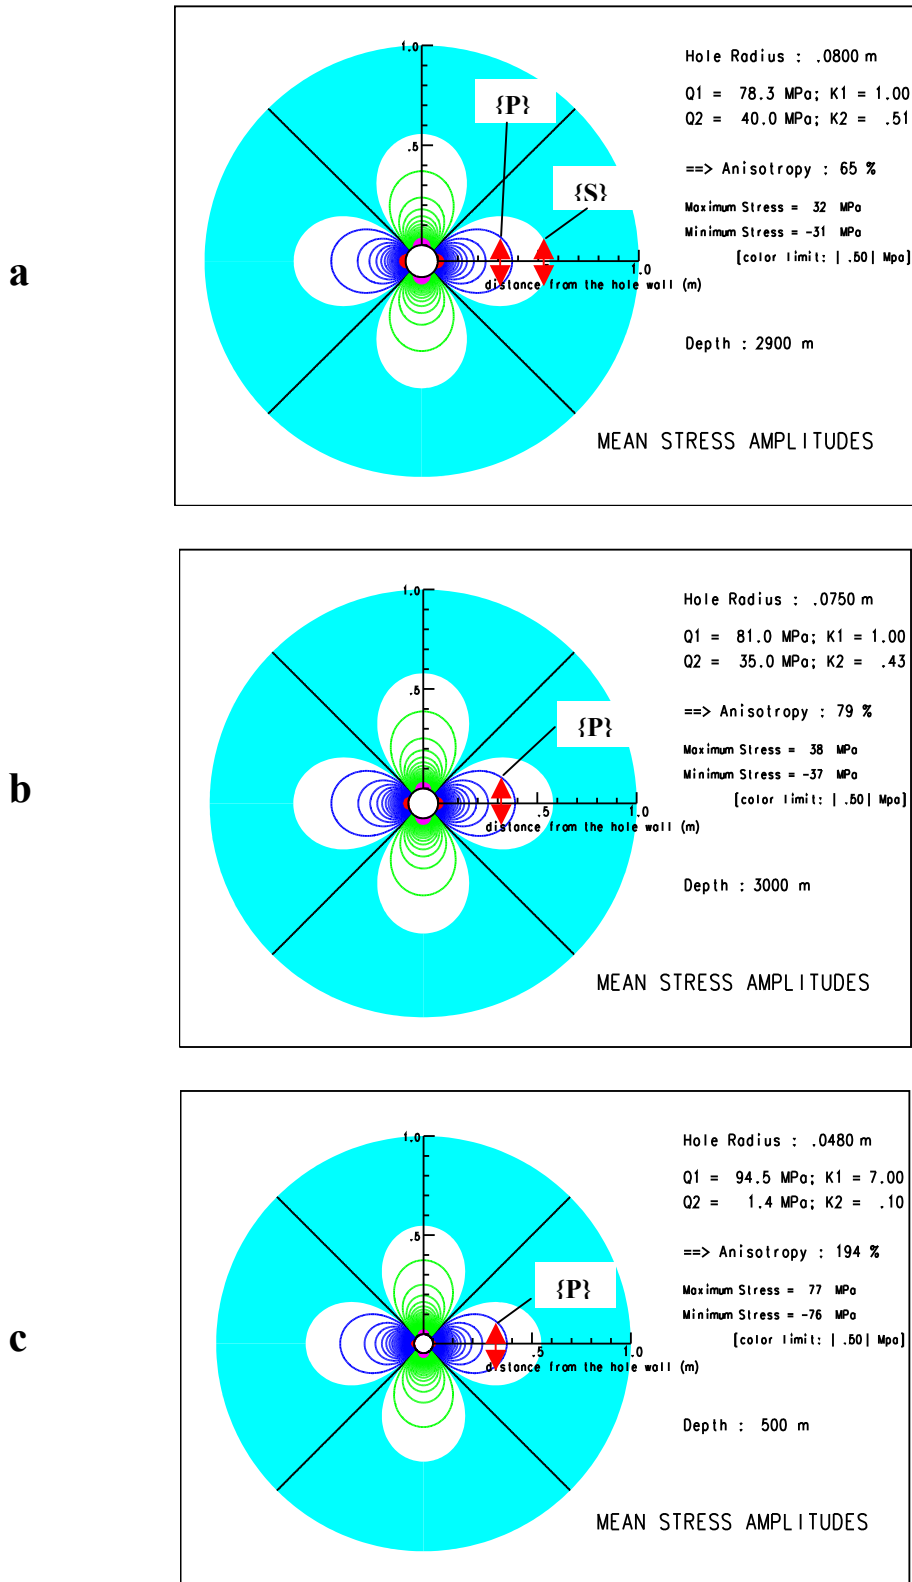 a
1.0
.5
{P}
{S}
.5
1.0
distance from the hole wall (m)
Hole Radius : .0800 m
Q1 = 78.3 MPa; K1 = 1.00
Q2 = 40.0 MPa; K2 = .51
==> Anisotropy : 65 %
Maximum Stress = 32 MPa
Minimum Stress = -31 MPa
[color limit: | .50| Mpa]
Depth : 2900 m
MEAN STRESS AMPLITUDES
b
1.0
.5
{P}
.5
1.0
distance from the hole wall (m)
Hole Radius : .0750 m
Q1 = 81.0 MPa; K1 = 1.00
Q2 = 35.0 MPa; K2 = .43
==> Anisotropy : 79 %
Maximum Stress = 38 MPa
Minimum Stress = -37 MPa
[color limit: | .50| Mpa]
Depth : 3000 m
MEAN STRESS AMPLITUDES
c
1.0
.5
{P}
.5
1.0
distance from the hole wall (m)
Hole Radius : .0480 m
Q1 = 94.5 MPa; K1 = 7.00
Q2 = 1.4 MPa; K2 = .10
==> Anisotropy : 194 %
Maximum Stress = 77 MPa
Minimum Stress = -76 MPa
[color limit: | .50| Mpa]
Depth : 500 m
MEAN STRESS AMPLITUDES